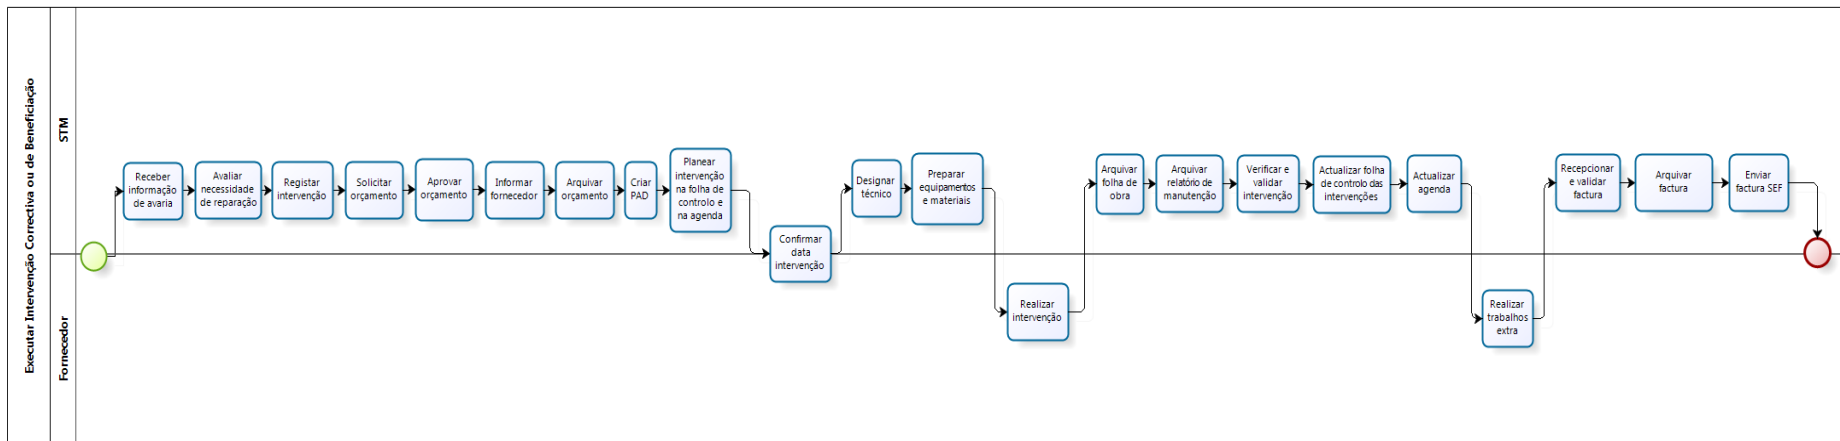 Executar Intervenção Correctiva ou de Beneficiação
STM
Fornecedor
Receber
informação
de avaria
Avaliar
necessidade
de reparação
Registar
intervenção
Solicitar
orçamento
Aprovar
orçamento
Informar
fornecedor
Arquivar
orçamento
Criar
PAD
Planear
intervenção
na folha de
controlo e
na agenda
Confirmar
data
intervenção
Designar
técnico
Preparar
equipamentos
e materiais
Realizar
intervenção
Arquivar
folha de
obra
Arquivar
relatório de
manutenção
Verificar e
validar
intervenção
Actualizar folha
de controlo das
intervenções
Actualizar
agenda
Realizar
trabalhos
extra
Recepcionar
e validar
factura
Arquivar
factura
Enviar
factura SEF